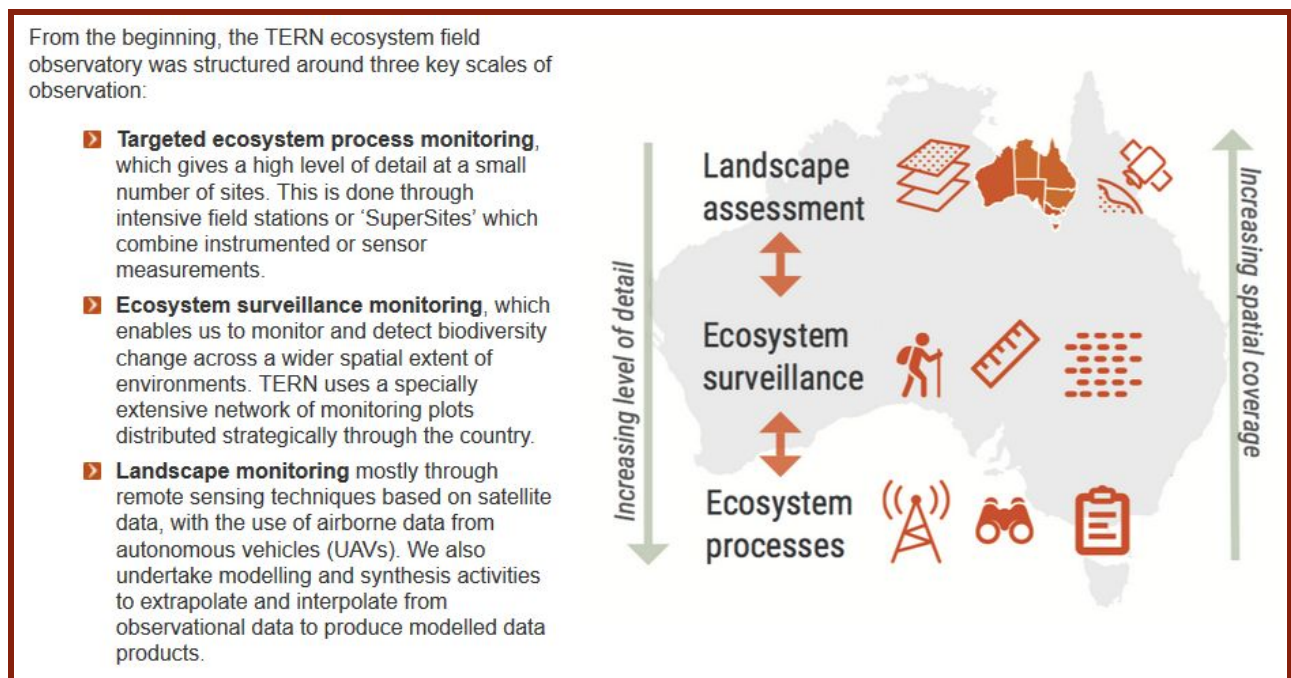 From the beginning, the TERN ecosystem field
observatory was structured around three key scales of
observation:
Targeted ecosystem process monitoring,
which gives a high level of detail at a small
number of sites. This is done through
intensive field stations or ‘SuperSites’ which
combine instrumented or sensor
measurements.
Ecosystem surveillance monitoring, which
enables us to monitor and detect biodiversity
change across a wider spatial extent of
environments. TERN uses a specially
extensive network of monitoring plots
distributed strategically through the country.
Landscape monitoring mostly through
remote sensing techniques based on satellite
data, with the use of airborne data from
autonomous vehicles (UAVs). We also
undertake modelling and synthesis activities
to extrapolate and interpolate from
observational data to produce modelled data
products.
Increasing level of detail
Landscape
assessment
Ecosystem
surveillance
Ecosystem
processes
Increasing spatial coverage